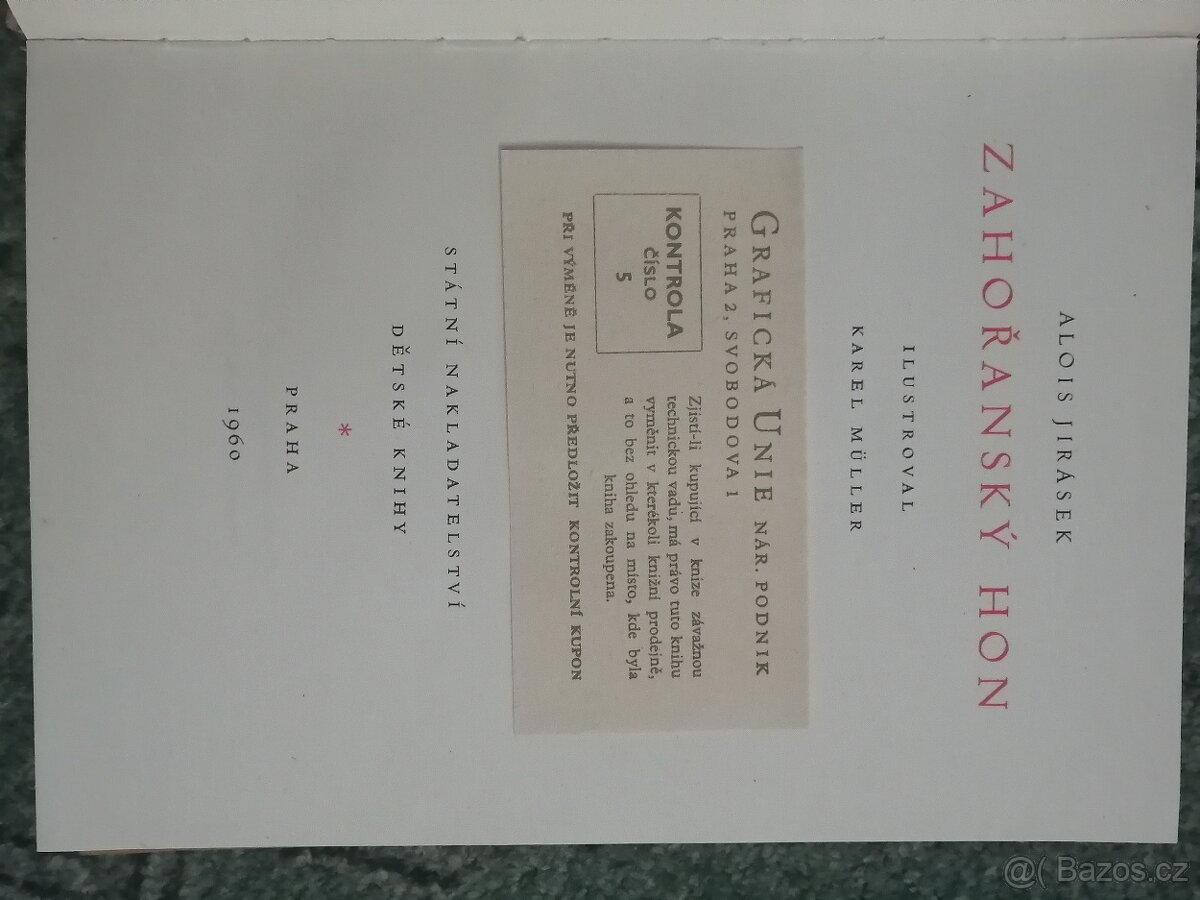 ALOIS JIRÁSEK
ZAHOŘANSKÝ HON
ILUSTROVAL
KAREL MÜLLER
GRAFICKÁ UNIE NÁR. PODNIK
PRAHA 2, SVOBODOVA 1
KONTROLA
ČÍSLO
5
Zjistí-li kupující v knize závažnou
technickou vadu, má právo tuto knihu
vyměnit v kterékoli knižní prodejně,
a to bez ohledu na místo, kde byla
kniha zakoupena.
PŘI VÝMĚNĚ JE NUTNO PŘEDLOŽIT KONTROLNÍ KUPON
STÁTNÍ NAKLADATELSTVÍ
DĚTSKÉ KNIHY
*
PRAHA
1960
@( Bazos.cz